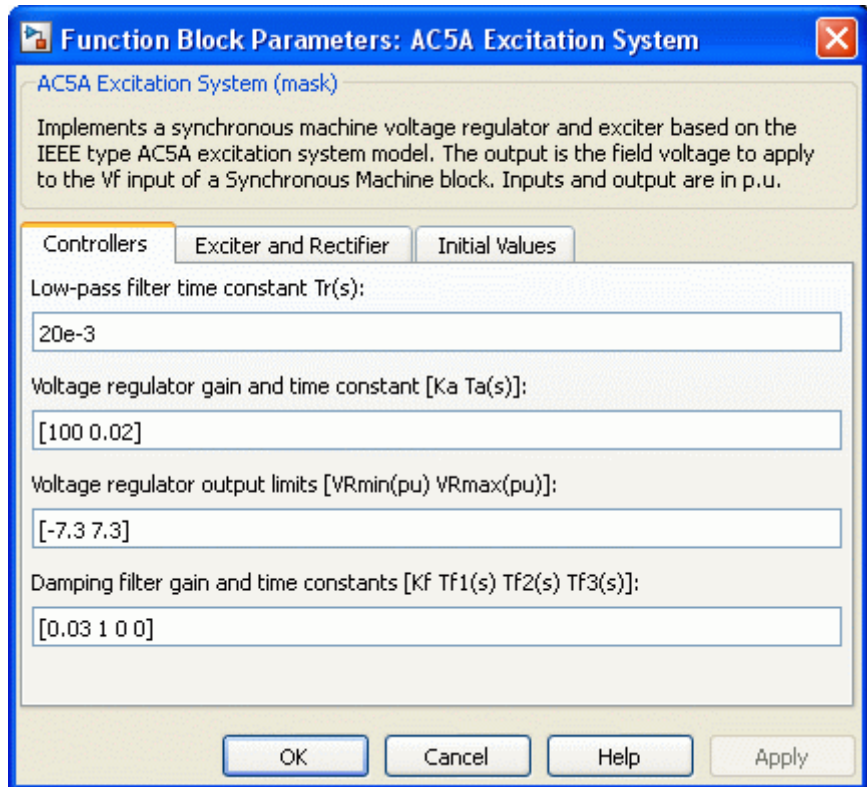 Function Block Parameters: AC5A Excitation System
AC5A Excitation System (mask)
Implements a synchronous machine voltage regulator and exciter based on the
IEEE type AC5A excitation system model. The output is the field voltage to apply
to the Vf input of a Synchronous Machine block. Inputs and output are in p.u.
Controllers Exciter and Rectifier Initial Values
Low-pass filter time constant Tr(s):
20e-3
Voltage regulator gain and time constant [Ka Ta(s)]:
[100 0.02]
Voltage regulator output limits [VRmin(pu) VRmax(pu)]:
[-7.3 7.3]
Damping filter gain and time constants [Kf Tf1(s) Tf2(s) Tf3(s)]:
[0.03 1 0 0]
OK Cancel Help Apply